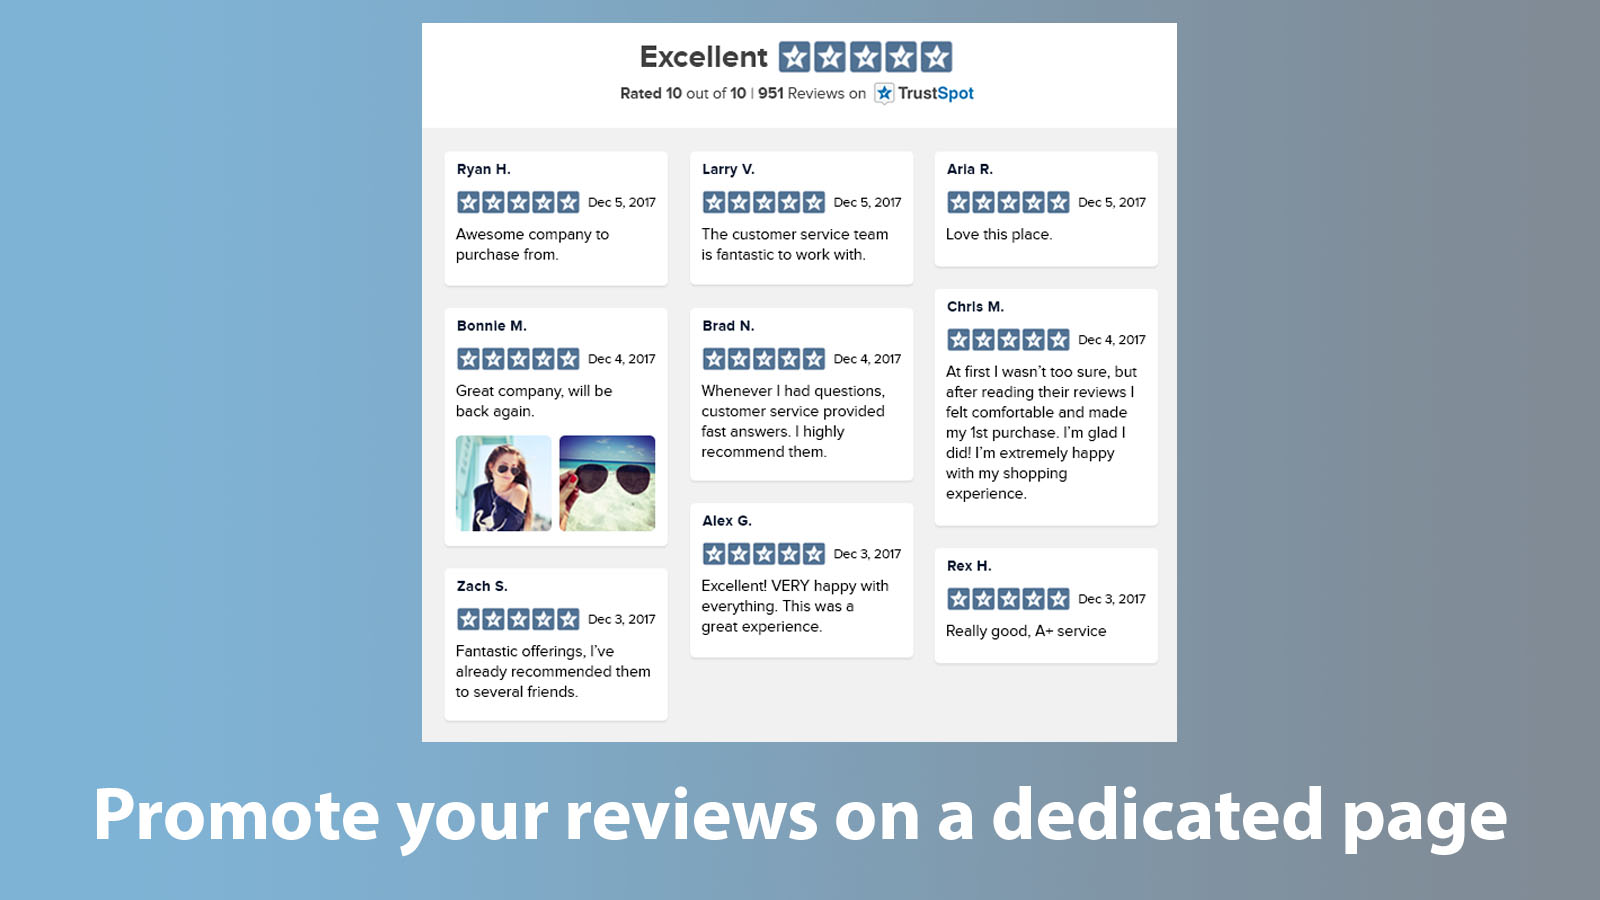 Excellent
Rated 10 out of 10 | 951 Reviews on TrustSpot
Ryan H.
Dec 5, 2017
Awesome company to
purchase from.
Bonnie M.
Dec 4, 2017
Great company, will be
back again.
Zach S.
Dec 3, 2017
Fantastic offerings, I've
already recommended them
to several friends.
Larry V.
Dec 5, 2017
The customer service team
is fantastic to work with.
Brad N.
Dec 4, 2017
Whenever I had questions,
customer service provided
fast answers. I highly
recommend them.
Alex G.
Dec 3, 2017
Excellent! VERY happy with
everything. This was a
great experience.
Aria R.
Dec 5, 2017
Love this place.
Chris M.
Dec 4, 2017
At first I wasn't too sure, but
after reading their reviews I
felt comfortable and made
my 1st purchase. I'm glad I
did! I'm extremely happy
with my shopping
experience.
Rex H.
Dec 3, 2017
Really good, A+ service
Promote your reviews on a dedicated page